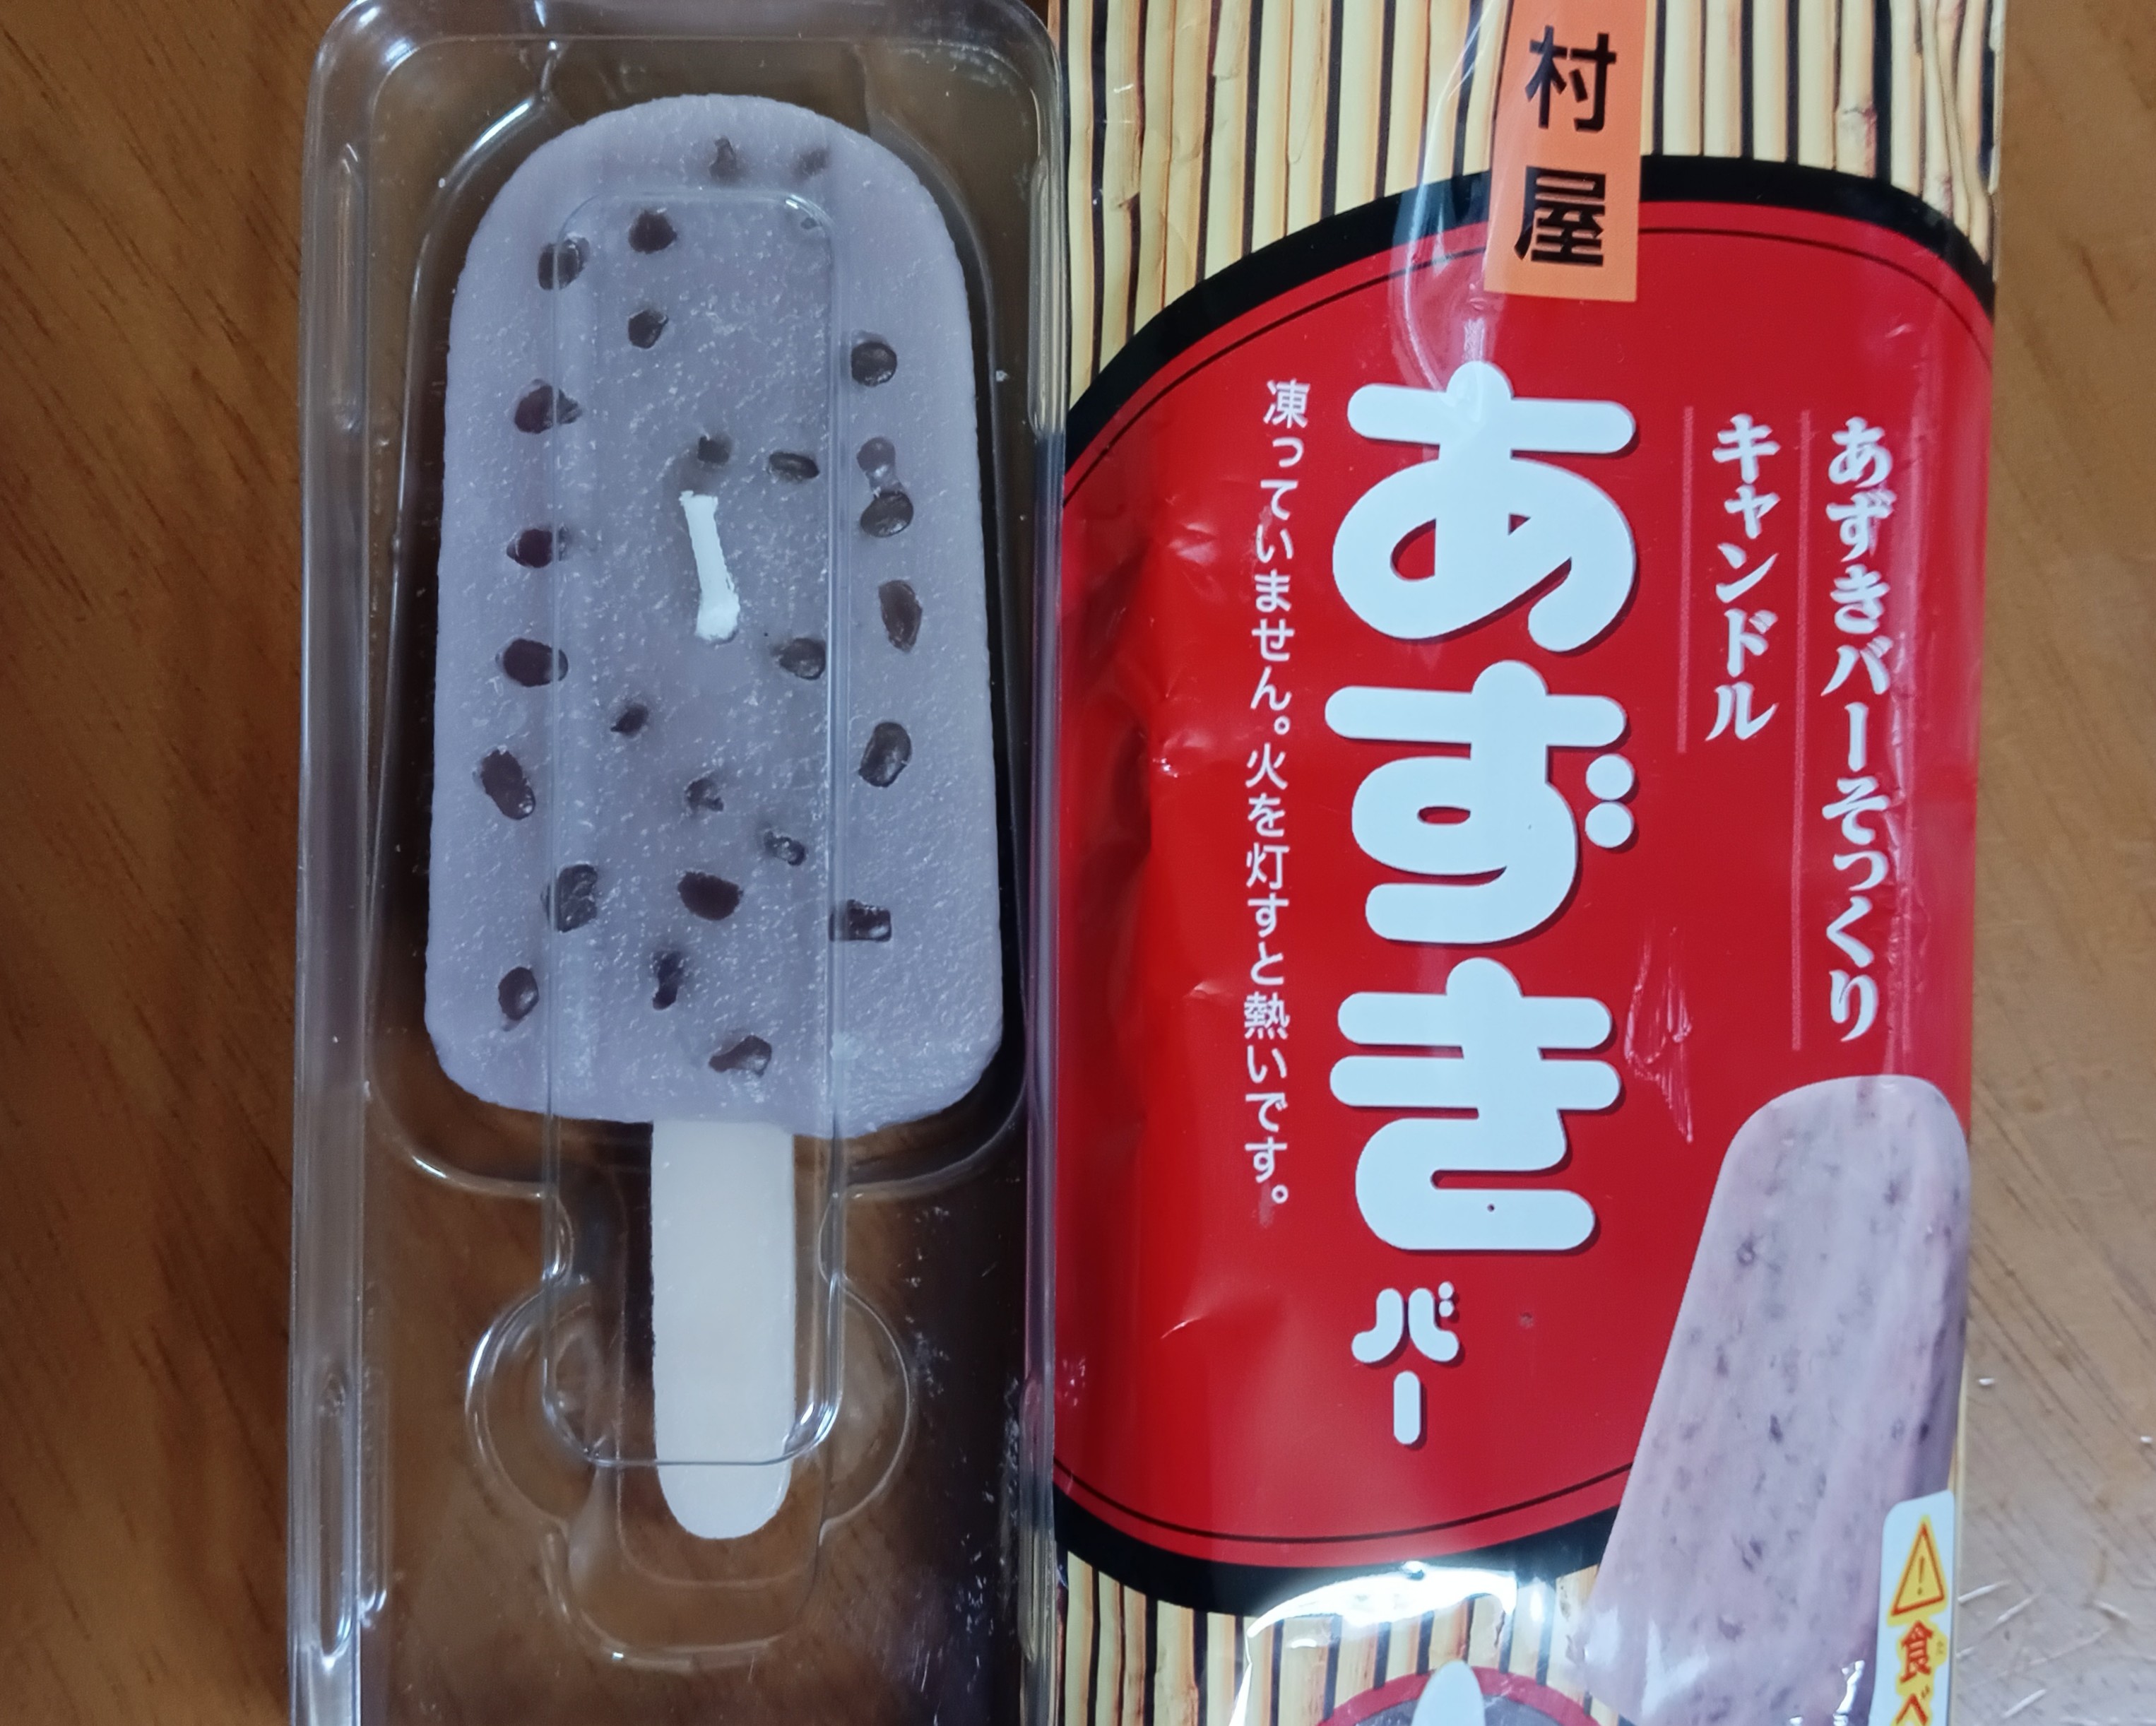 村屋
あずきバーそっくり
キャンドル
あずき
バー
凍っていません。火を灯すと熱いです。
食べ